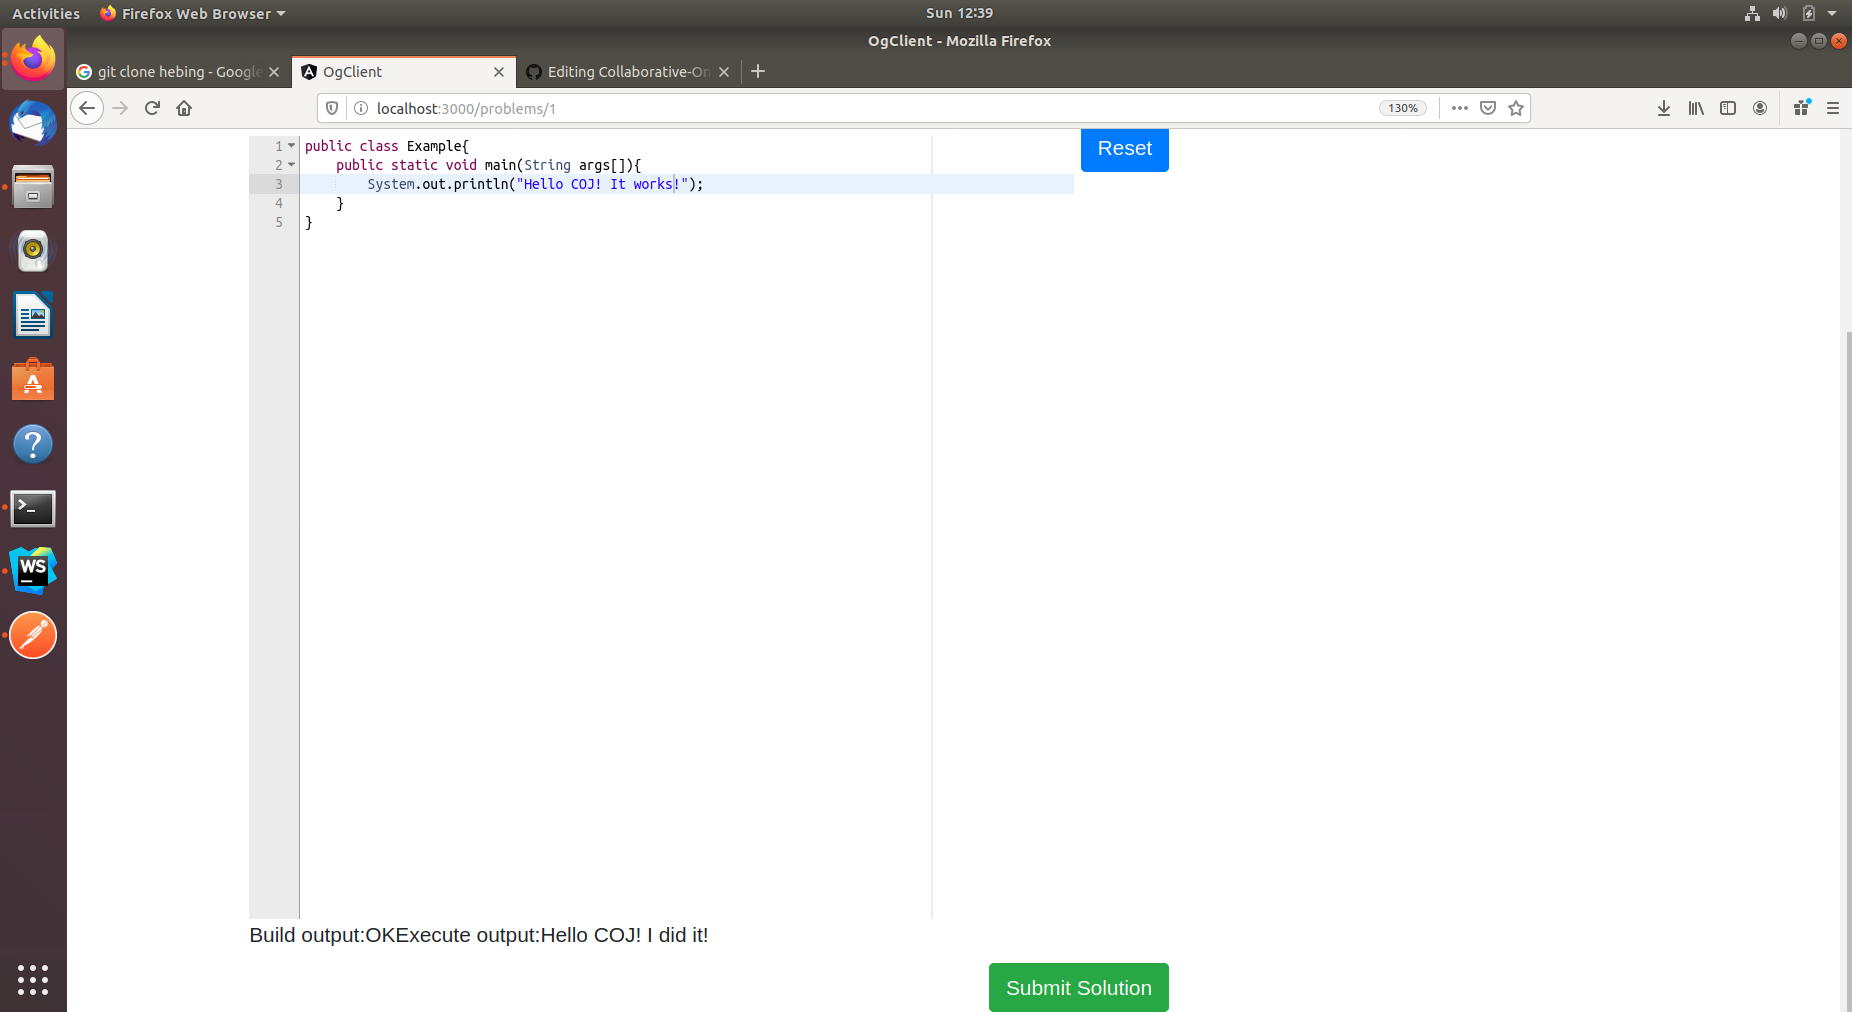 Activities Firefox Web Browser Sun 12:39
OgClient - Mozilla Firefox
git clone hebing - Google OgClient Editing Collaborative-On
localhost:3000/problems/1 130%
1 public class Example{ Reset
2 public static void main(String args[]){
3 System.out.println("Hello COJ! It works!");
4 }
5 }
WS
Build output:OKExecute output:Hello COJ! I did it!
Submit Solution